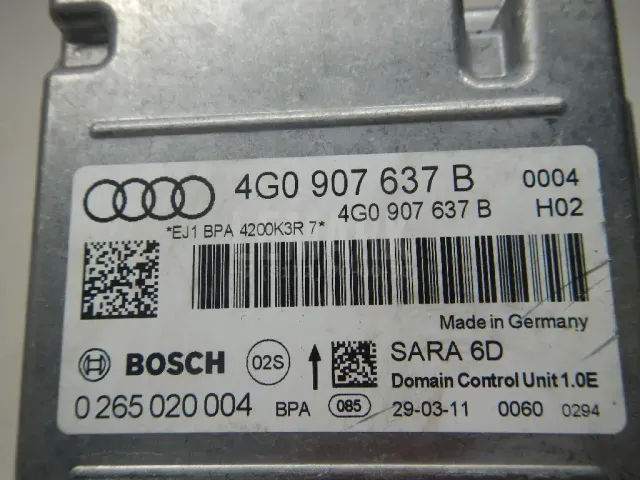 4G0 907 637 B 0004
4G0 907 637 B H02
*EJ1 BPA 4200K3R 7*
Made in Germany
BOSCH 02S SARA 6D
Domain Control Unit 1.0E
0 265 020 004 BPA 085 29-03-11 0060 0294